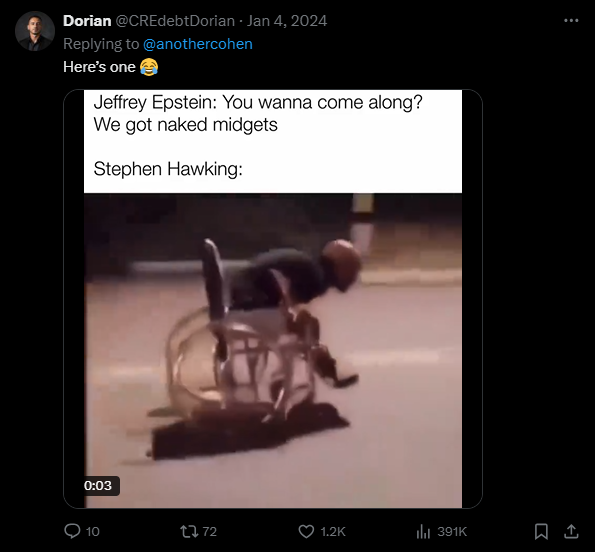 Dorian @CREdebtDorian · Jan 4, 2024
Replying to @anothercohen
Here's one 😂
Jeffrey Epstein: You wanna come along?
We got naked midgets
Stephen Hawking:
0:03
10 72 1.2K 391K